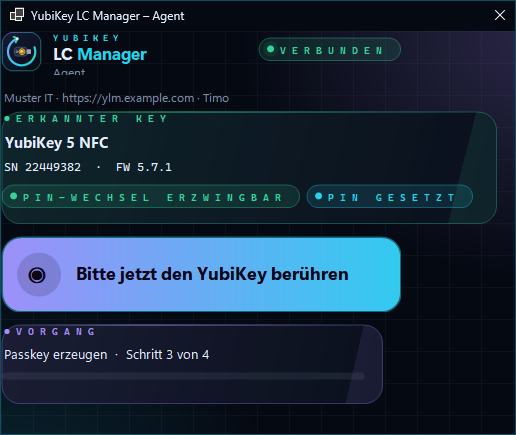 YubiKey LC Manager – Agent
YUBIKEY
LC Manager
Agent
VERBUNDEN
Muster IT · https://ylm.example.com · Timo
ERKANNTER KEY
YubiKey 5 NFC
SN 22449382 · FW 5.7.1
PIN-WECHSEL ERZWINGBAR
PIN GESETZT
Bitte jetzt den YubiKey berühren
VORGANG
Passkey erzeugen · Schritt 3 von 4